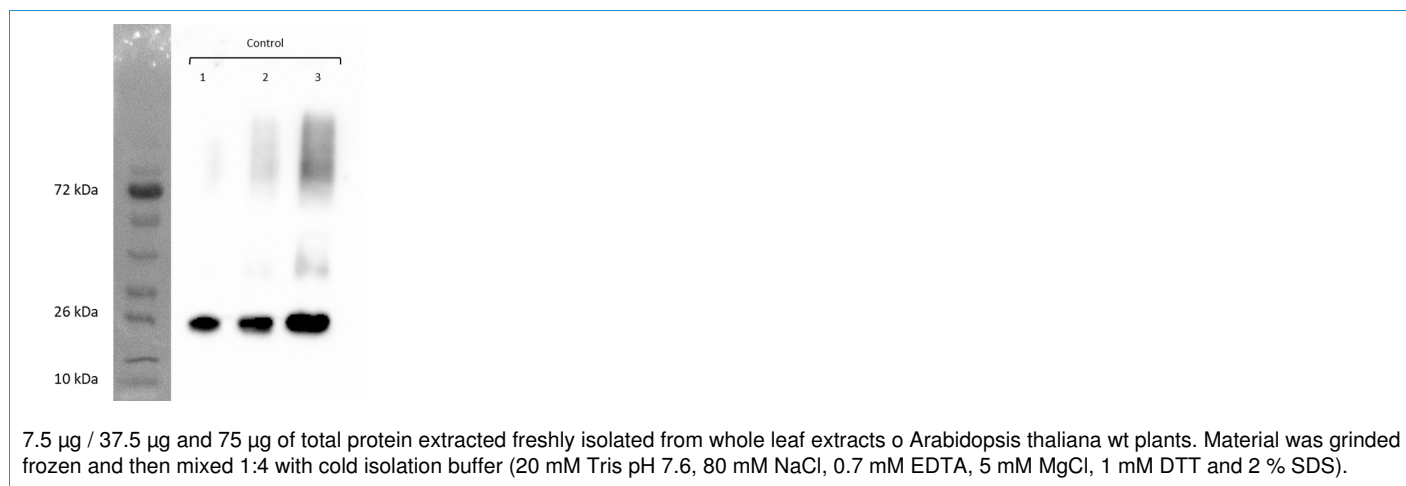 Control
1 2 3
72 kDa
26 kDa
10 kDa
7.5 µg / 37.5 µg and 75 µg of total protein extracted freshly isolated from whole leaf extracts o Arabidopsis thaliana wt plants. Material was grinded
frozen and then mixed 1:4 with cold isolation buffer (20 mM Tris pH 7.6, 80 mM NaCl, 0.7 mM EDTA, 5 mM MgCl, 1 mM DTT and 2 % SDS).